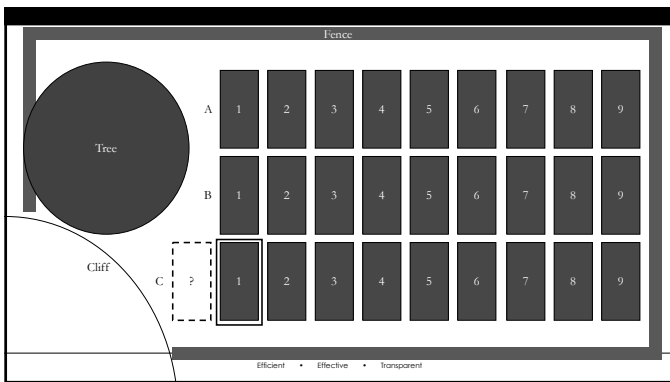 Fence
A 1 2 3 4 5 6 7 8 9
Tree
B 1 2 3 4 5 6 7 8 9
Cliff
C ? 1 2 3 4 5 6 7 8 9
Efficient • Effective • Transparent